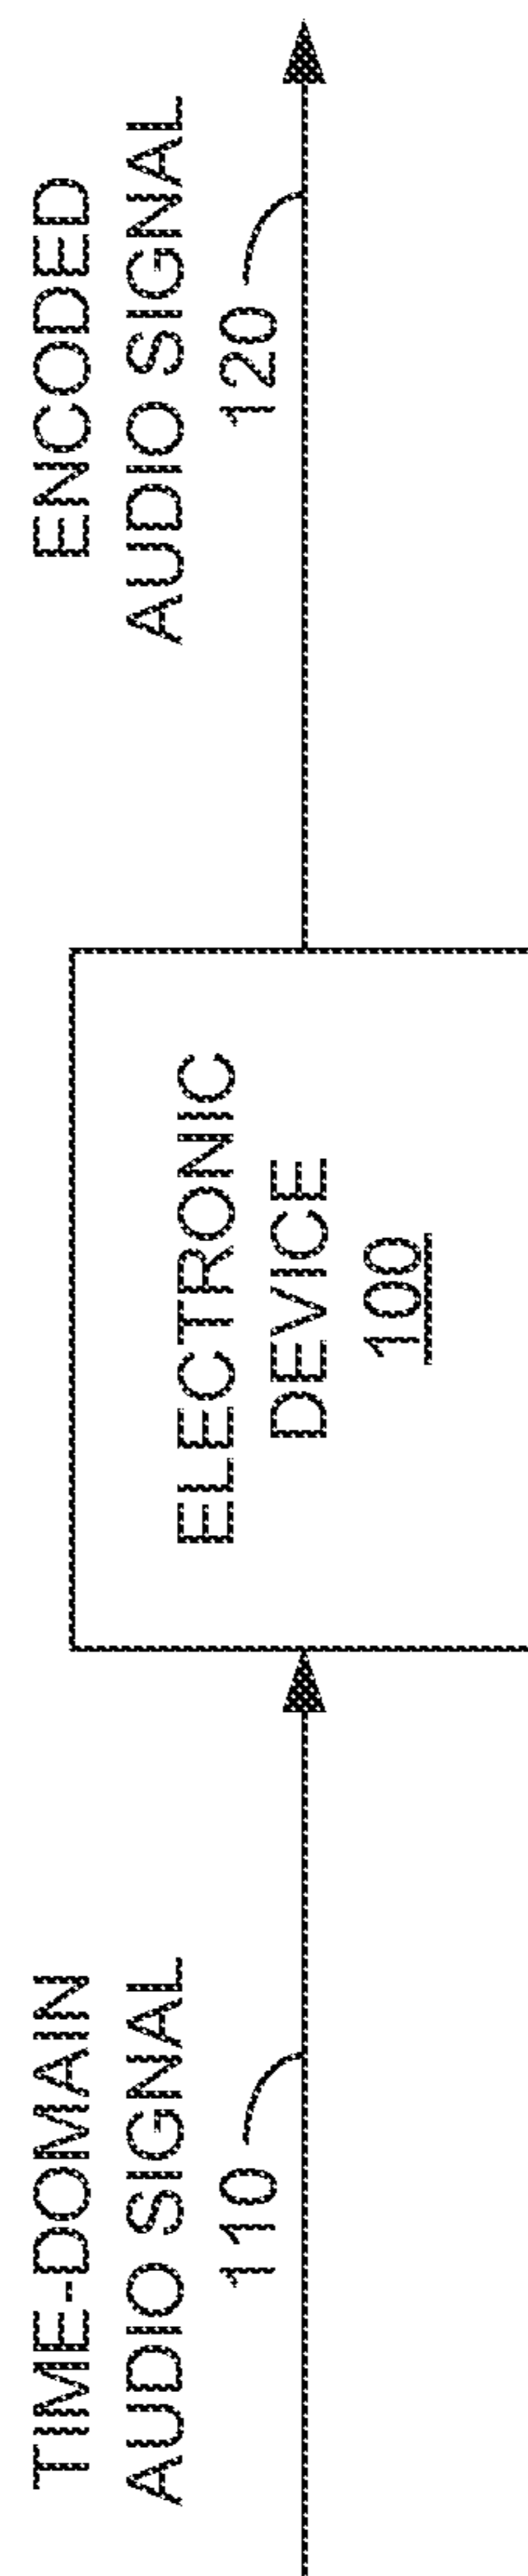 TIME-DOMAIN
AUDIO SIGNAL
110
ELECTRONIC
DEVICE
100
ENCODED
AUDIO SIGNAL
120